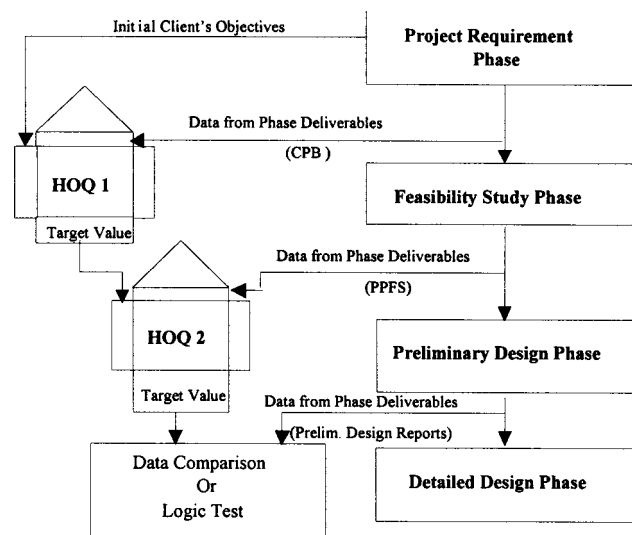 Initial Client's Objectives
Project Requirement
Phase
Data from Phase Deliverables
(CPB )
HOQ 1
Feasibility Study Phase
Target Value
Data from Phase Deliverables
(PPFS)
HOQ 2
Preliminary Design Phase
Target Value
Data from Phase Deliverables
(Prelim. Design Reports)
Data Comparison
Or
Logic Test
Detailed Design Phase